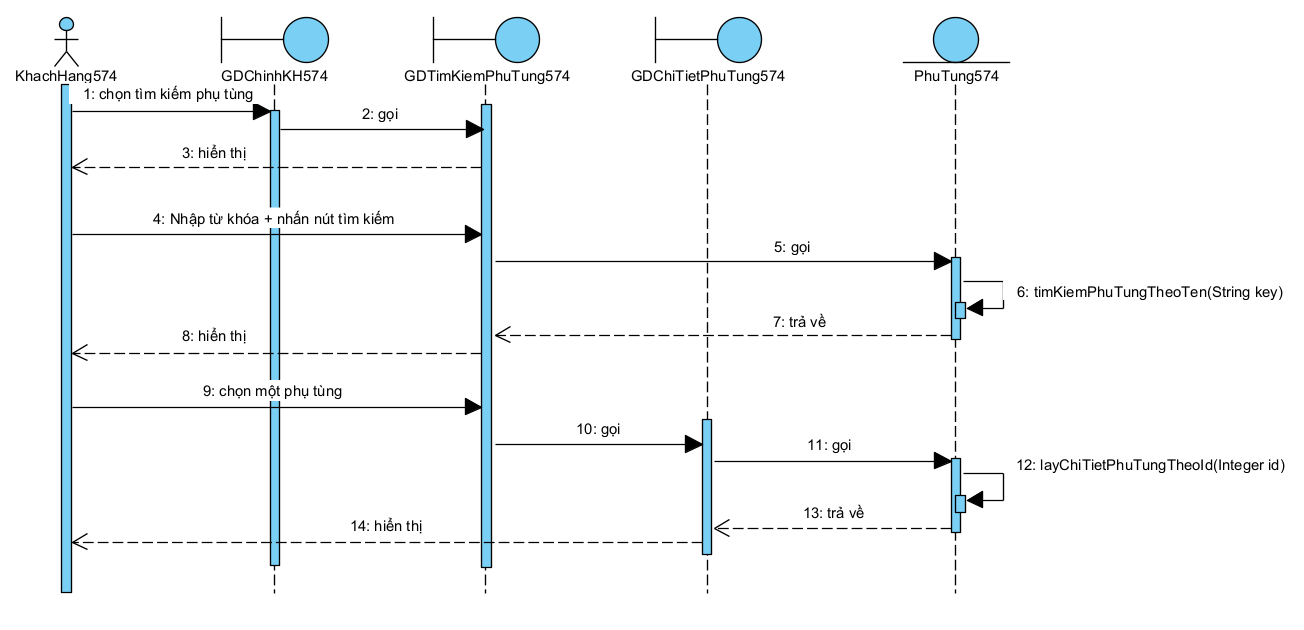 KhachHang574
GDChinhKH574
GDTimKiemPhuTung574
GDChiTietPhuTung574
PhuTung574
1: chọn tìm kiếm phụ tùng
2: gọi
3: hiển thị
4: Nhập từ khóa + nhấn nút tìm kiếm
5: gọi
6: timKiemPhuTungTheoTen(String key)
7: trả về
8: hiển thị
9: chọn một phụ tùng
10: gọi
11: gọi
12: layChiTietPhuTungTheoId(Integer id)
13: trả về
14: hiển thị